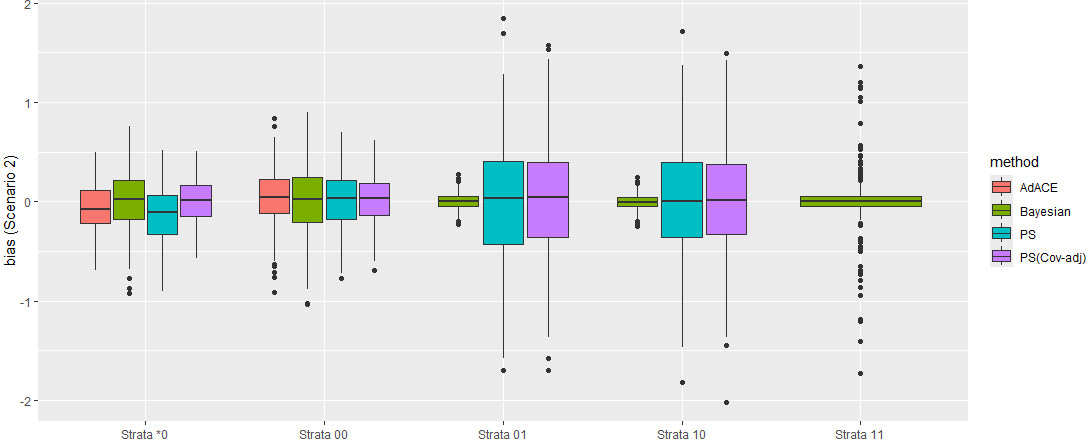 bias (Scenario 2)
2
1
0
-1
-2
Strata *0
Strata 00
Strata 01
Strata 10
Strata 11
method
AdACE
Bayesian
PS
PS(Cov-adj)